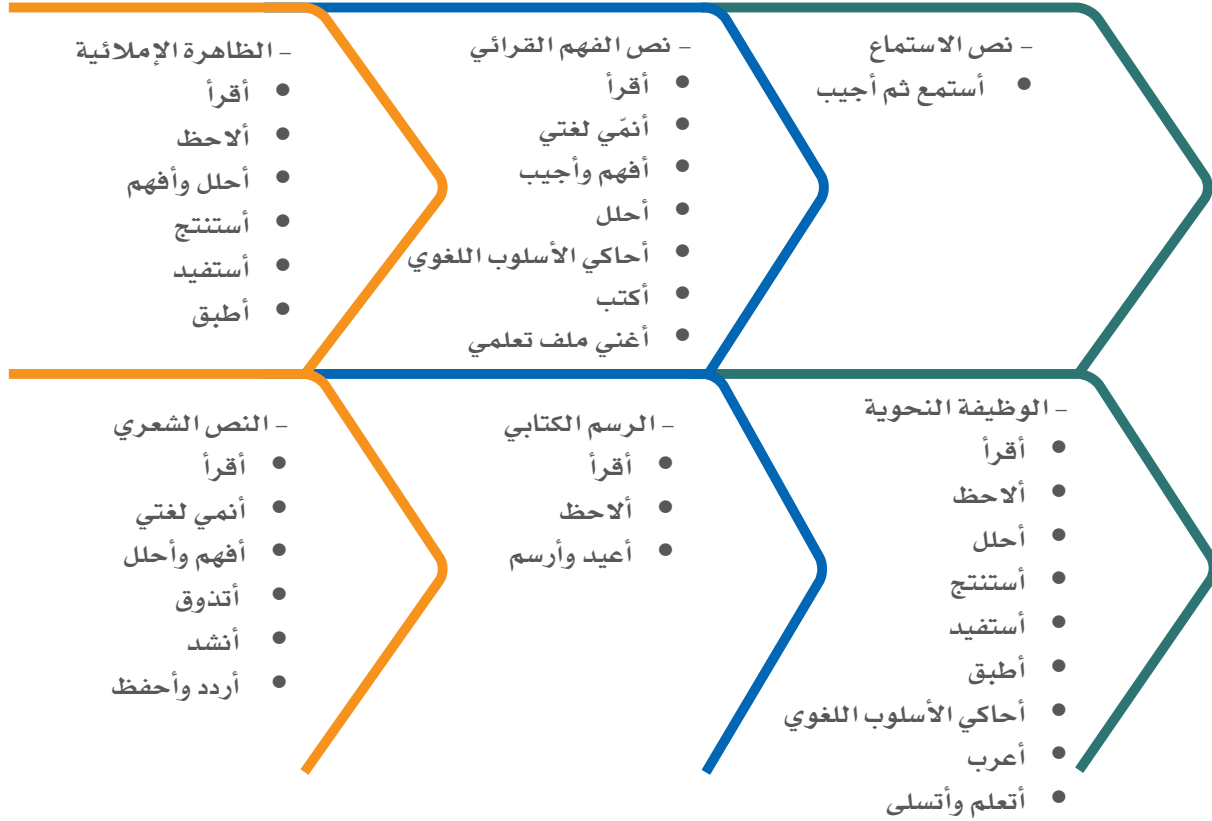 - نص الاستماع
• أستمع ثم أجيب
- نص الفهم القرائي
• أقرأ
• أنمّي لغتي
• أفهم وأجيب
• أحلل
• أحاكي الأسلوب اللغوي
• أكتب
• أغني ملف تعلمي
- الظاهرة الإملائية
• أقرأ
• ألاحظ
• أحلل وأفهم
• أستنتج
• أستفيد
• أطبق
- الوظيفة النحوية
• أقرأ
• ألاحظ
• أحلل
• أستنتج
• أستفيد
• أطبق
• أحاكي الأسلوب اللغوي
• أعرب
• أتعلم وأتسلى
- الرسم الكتابي
• أقرأ
• ألاحظ
• أعيد وأرسم
- النص الشعري
• أقرأ
• أنمي لغتي
• أفهم وأحلل
• أتذوق
• أنشد
• أردد وأحفظ